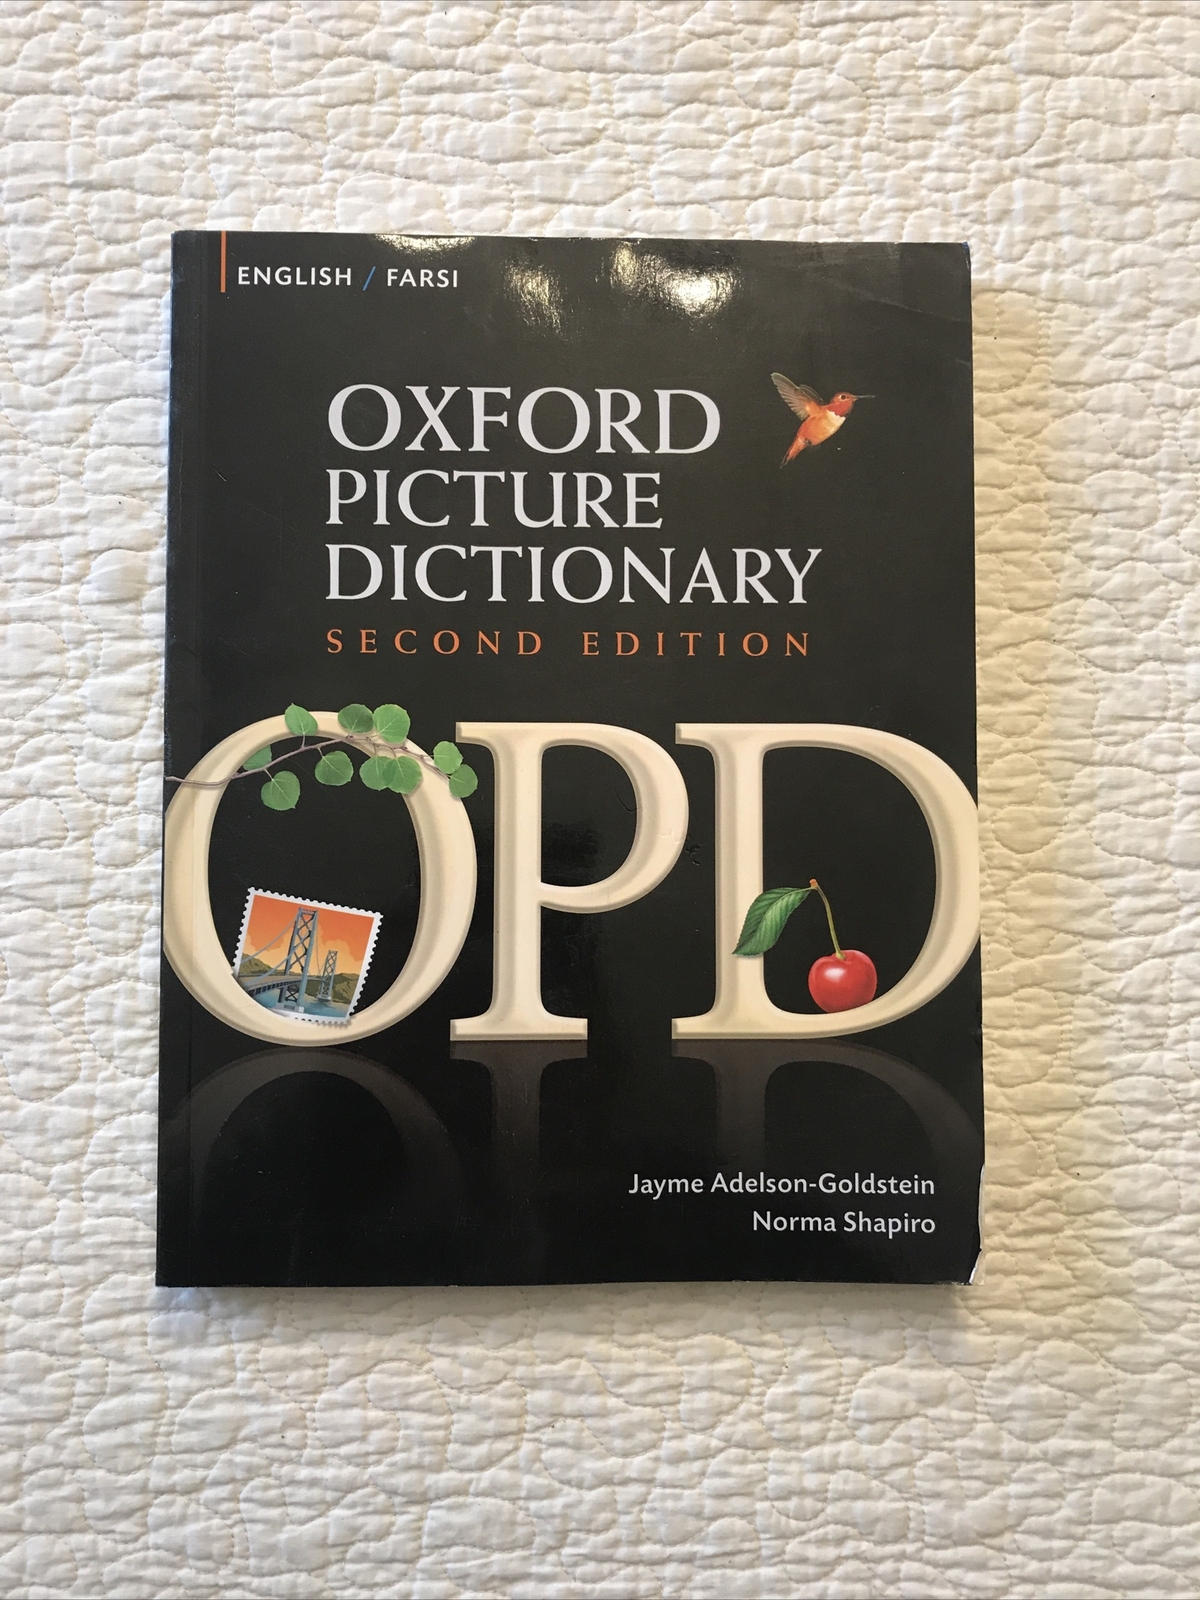 ENGLISH / FARSI
OXFORD
PICTURE
DICTIONARY
SECOND EDITION
OPD
Jayme Adelson-Goldstein
Norma Shapiro